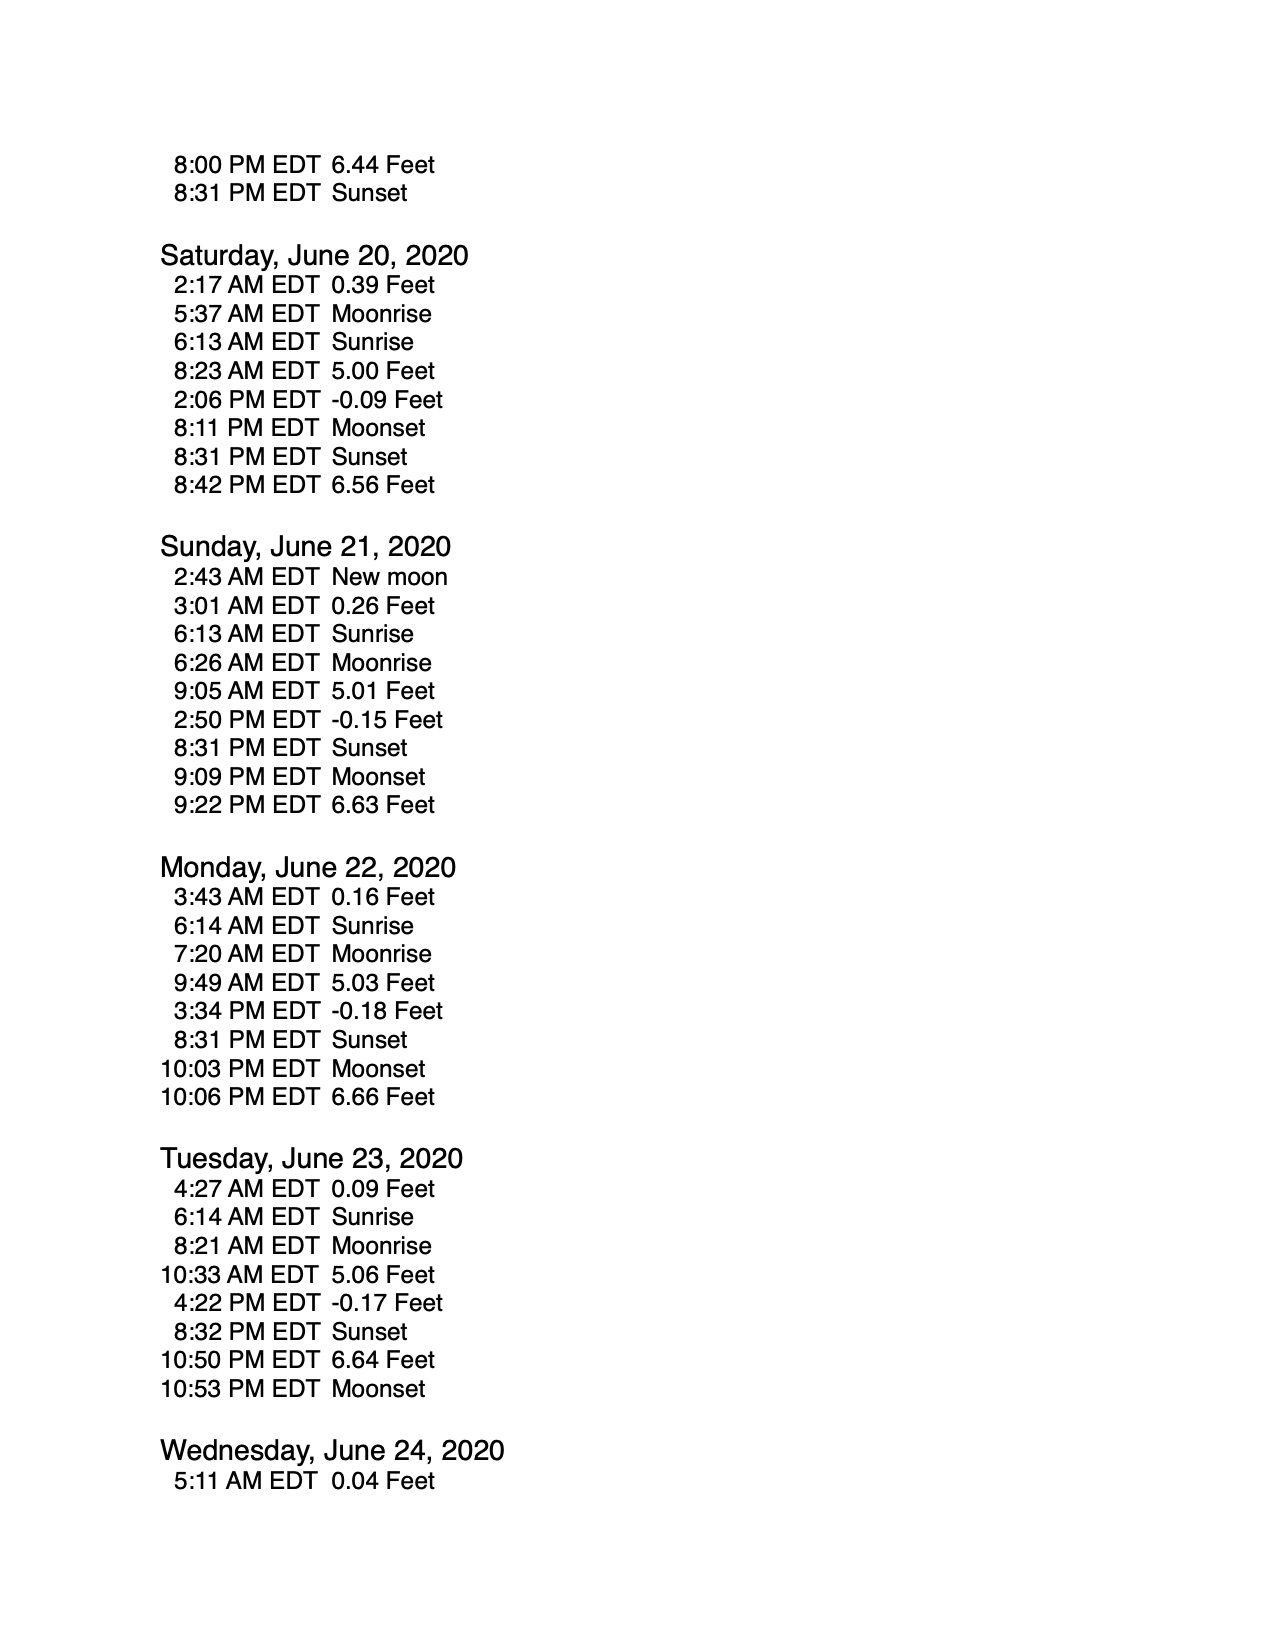 8:00 PM EDT 6.44 Feet
8:31 PM EDT Sunset
Saturday, June 20, 2020
2:17 AM EDT 0.39 Feet
5:37 AM EDT Moonrise
6:13 AM EDT Sunrise
8:23 AM EDT 5.00 Feet
2:06 PM EDT -0.09 Feet
8:11 PM EDT Moonset
8:31 PM EDT Sunset
8:42 PM EDT 6.56 Feet
Sunday, June 21, 2020
2:43 AM EDT New moon
3:01 AM EDT 0.26 Feet
6:13 AM EDT Sunrise
6:26 AM EDT Moonrise
9:05 AM EDT 5.01 Feet
2:50 PM EDT -0.15 Feet
8:31 PM EDT Sunset
9:09 PM EDT Moonset
9:22 PM EDT 6.63 Feet
Monday, June 22, 2020
3:43 AM EDT 0.16 Feet
6:14 AM EDT Sunrise
7:20 AM EDT Moonrise
9:49 AM EDT 5.03 Feet
3:34 PM EDT -0.18 Feet
8:31 PM EDT Sunset
10:03 PM EDT Moonset
10:06 PM EDT 6.66 Feet
Tuesday, June 23, 2020
4:27 AM EDT 0.09 Feet
6:14 AM EDT Sunrise
8:21 AM EDT Moonrise
10:33 AM EDT 5.06 Feet
4:22 PM EDT -0.17 Feet
8:32 PM EDT Sunset
10:50 PM EDT 6.64 Feet
10:53 PM EDT Moonset
Wednesday, June 24, 2020
5:11 AM EDT 0.04 Feet